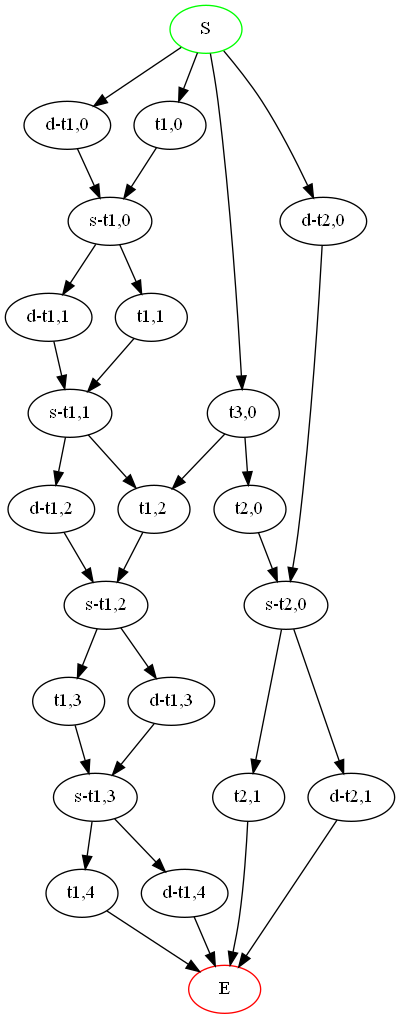 S
d-t1,0
t1,0
s-t1,0
d-t2,0
d-t1,1
t1,1
s-t1,1
t3,0
d-t1,2
t1,2
t2,0
s-t1,2
s-t2,0
t1,3
d-t1,3
s-t1,3
t2,1
d-t2,1
t1,4
d-t1,4
E